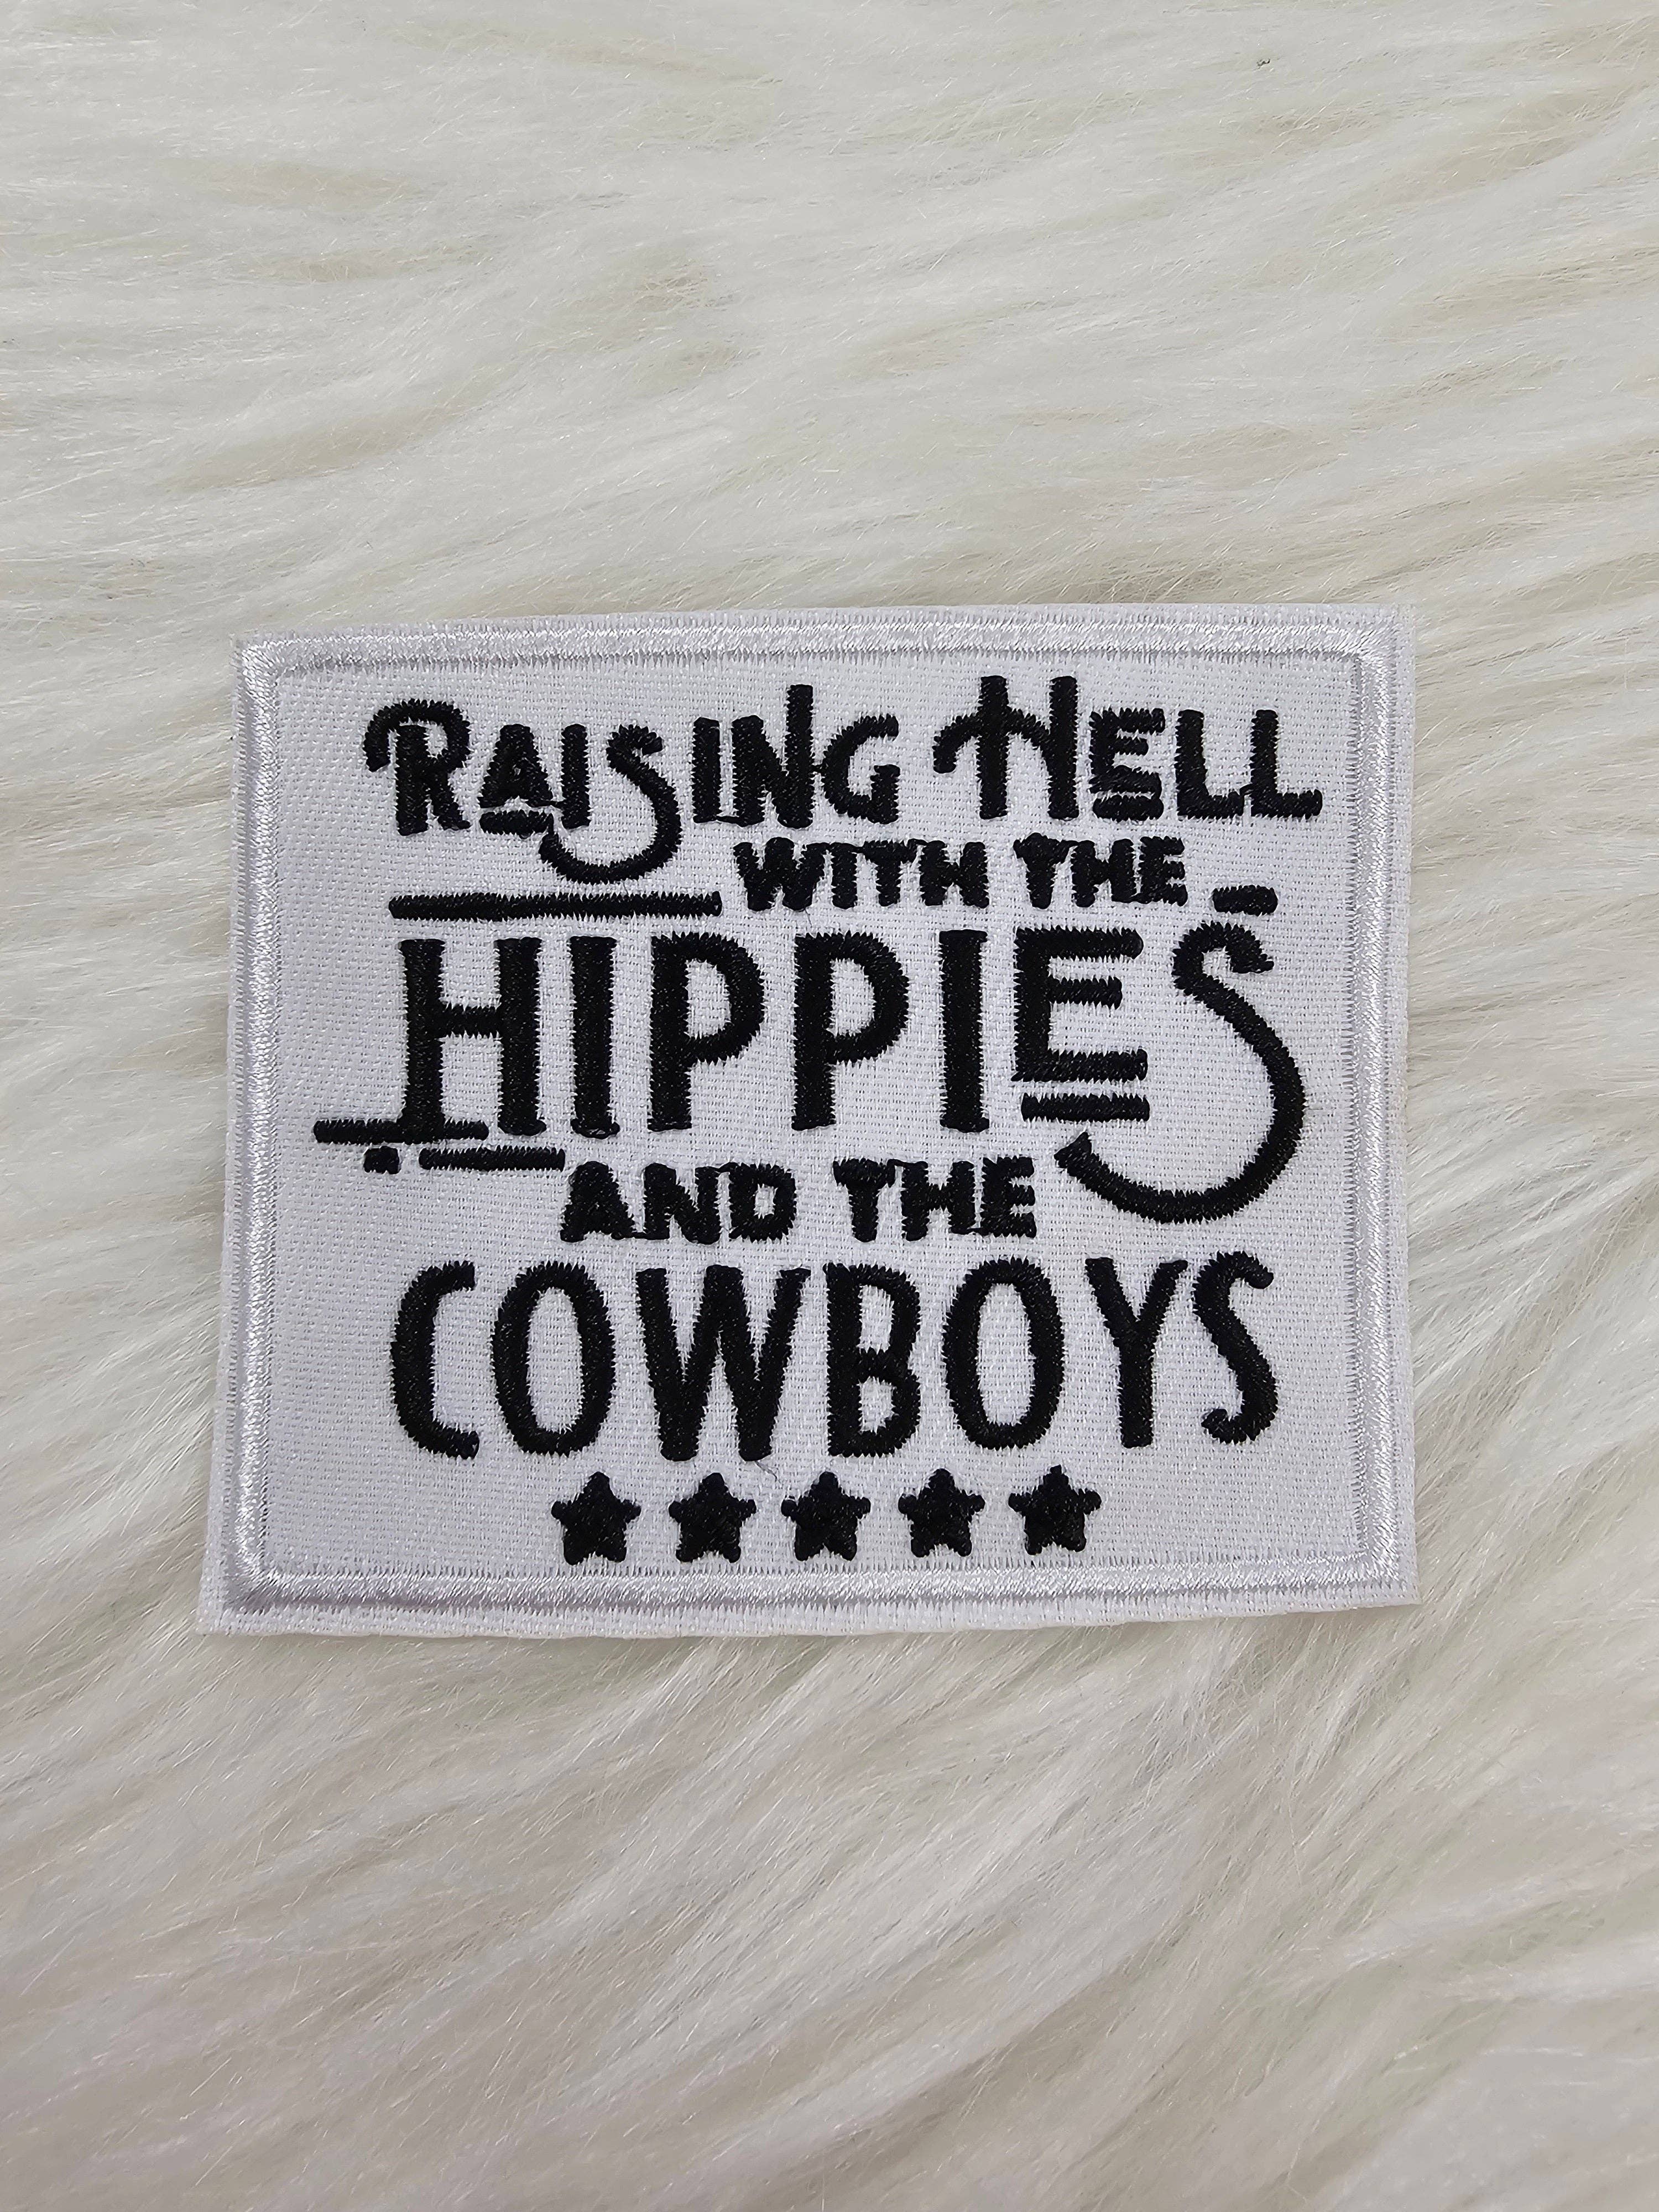 RAISING HELL
WITH THE
HIPPIES
AND THE
COWBOYS